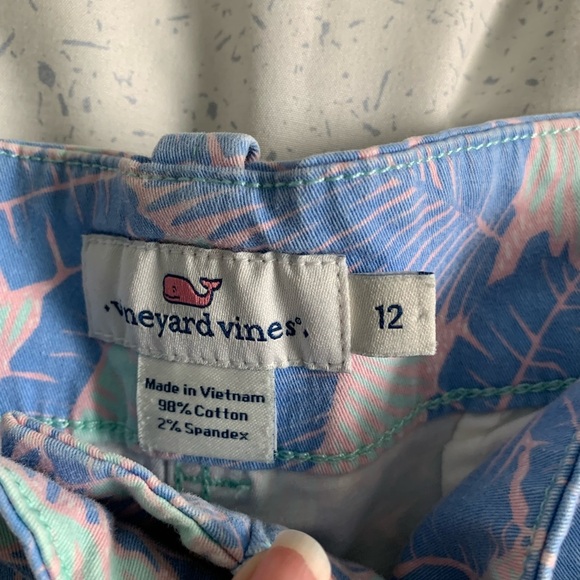 vineyard vines®
12
Made in Vietnam
98% Cotton
2% Spandex